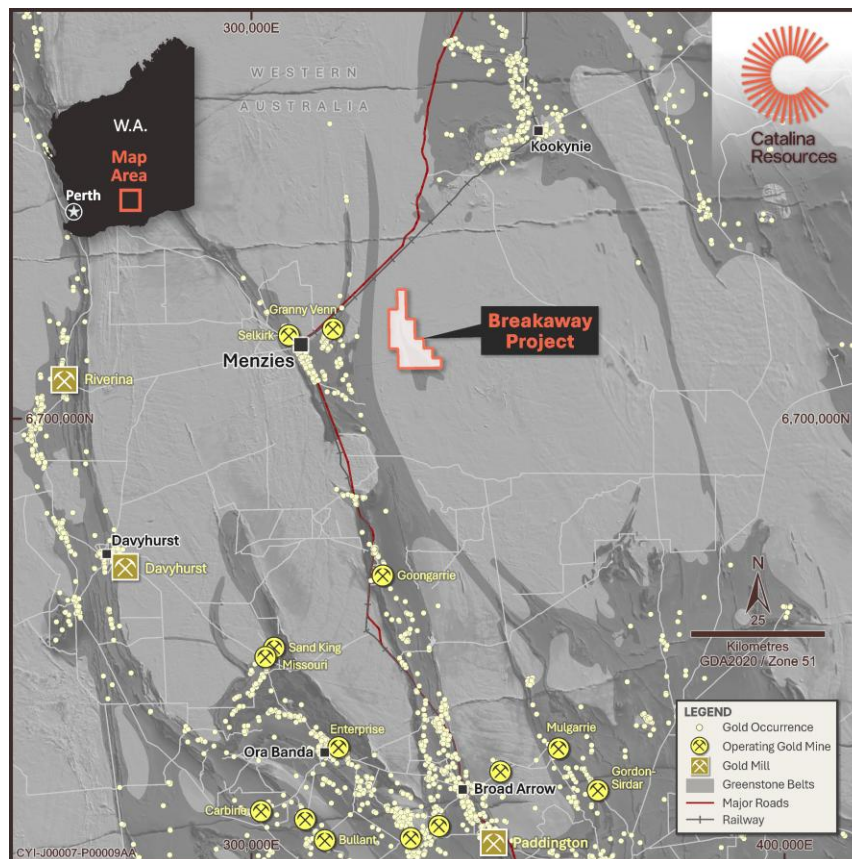 300,000E
WESTERN
AUSTRALIA
W.A.
Map
Area
Perth
Catalina
Resources
Kookynie
Granny Venn
Selkirk
Menzies
Breakaway
Project
Riverina
6,700,000N
6,700,000N
Davyhurst
Davyhurst
Goongarrie
N
25
Kilometres
GDA2020 / Zone 51
Sand King
Missouri
Enterprise
Ora Banda
Mulgarrie
Gordon-
Sirdar
Broad Arrow
Carbine
Bullant
Paddington
LEGEND
Gold Occurrence
Operating Gold Mine
Gold Mill
Greenstone Belts
Major Roads
Railway
CYI-J00007-P00009AA
300,000E
400,000E